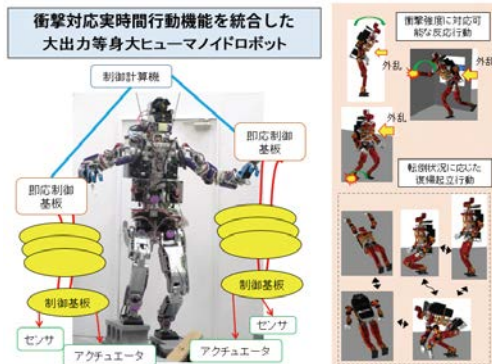 衝撃対応実時間行動機能を統合した
大出力等身大ヒューマノイドロボット
制御計算機
即応制御
基板
即応制御
基板
制御基板
制御基板
センサ
センサ
アクチュエータ
アクチュエータ
衝撃強度に対応可
能な反応行動
外乱
外乱
外乱
転倒状況に応じた
復帰起立行動